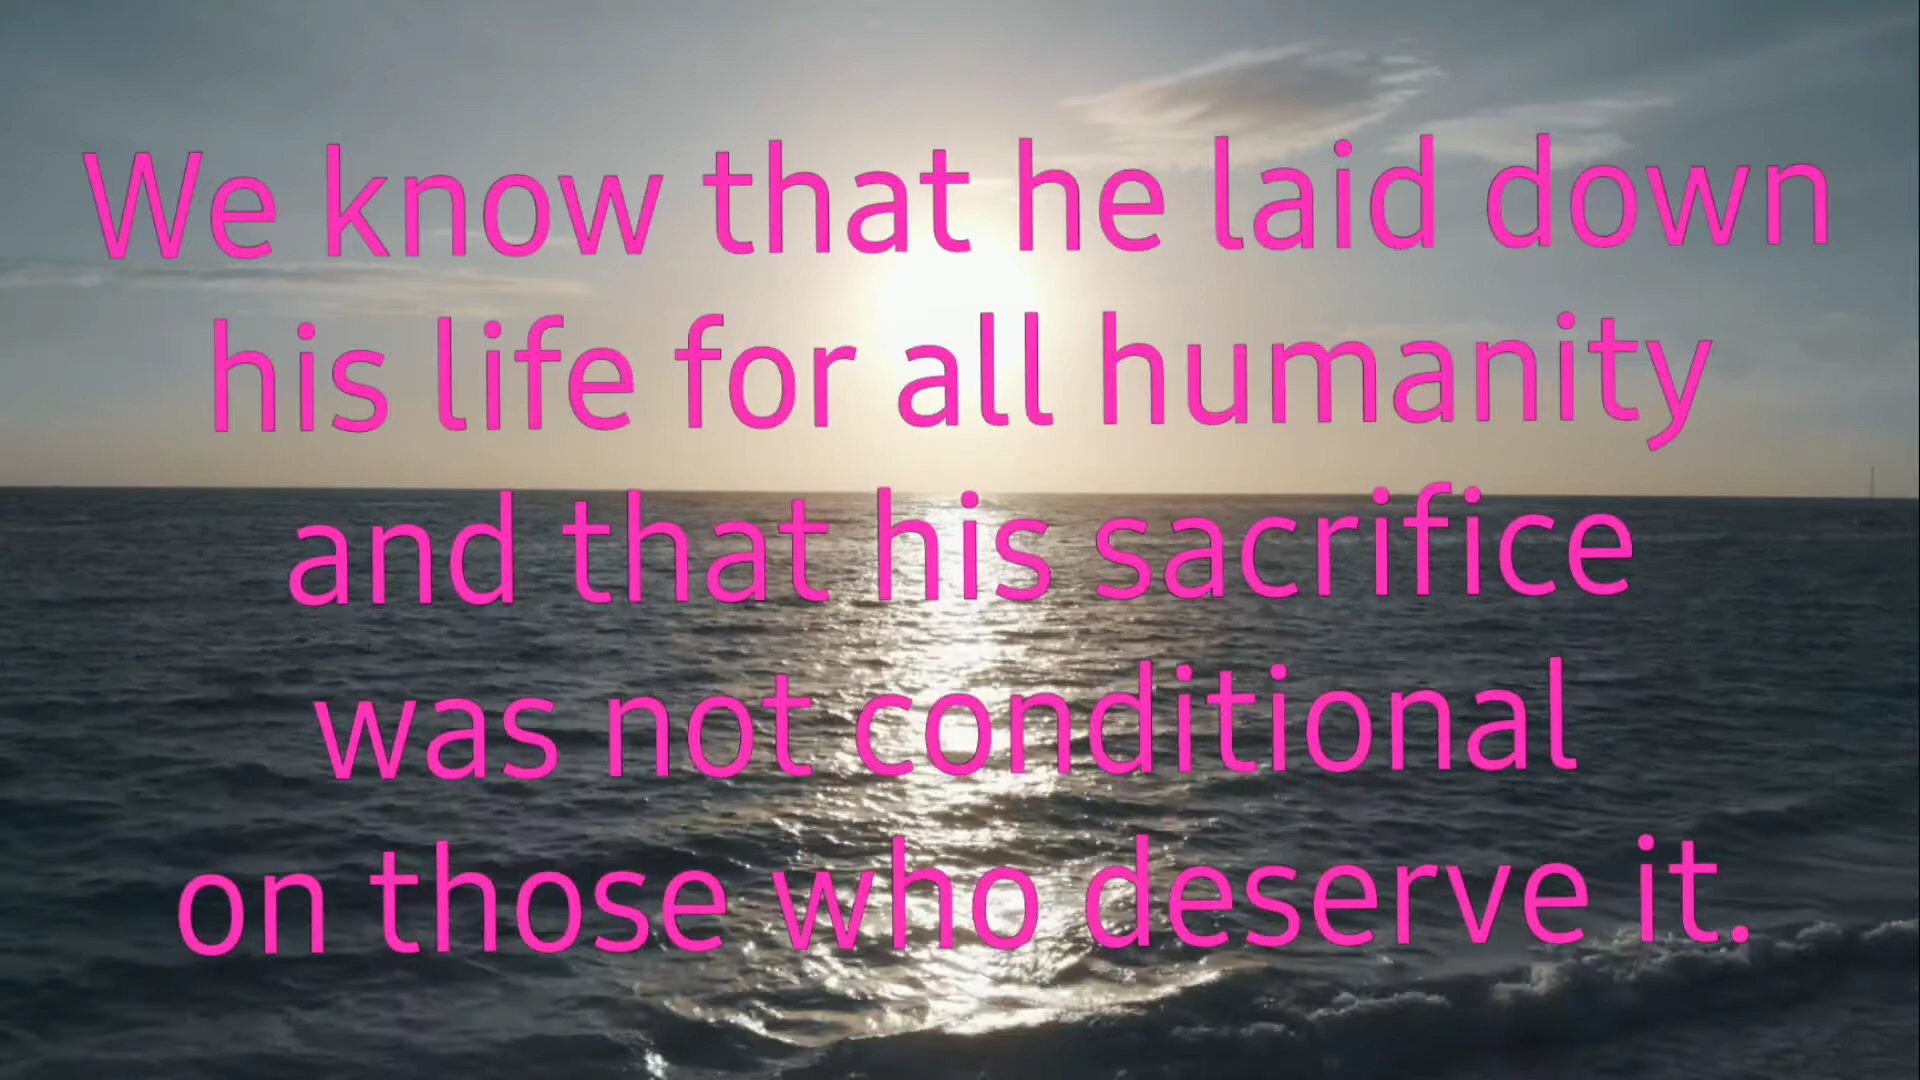 We know that he laid down
his life for all humanity
and that his sacrifice
was not conditional
on those who deserve it.